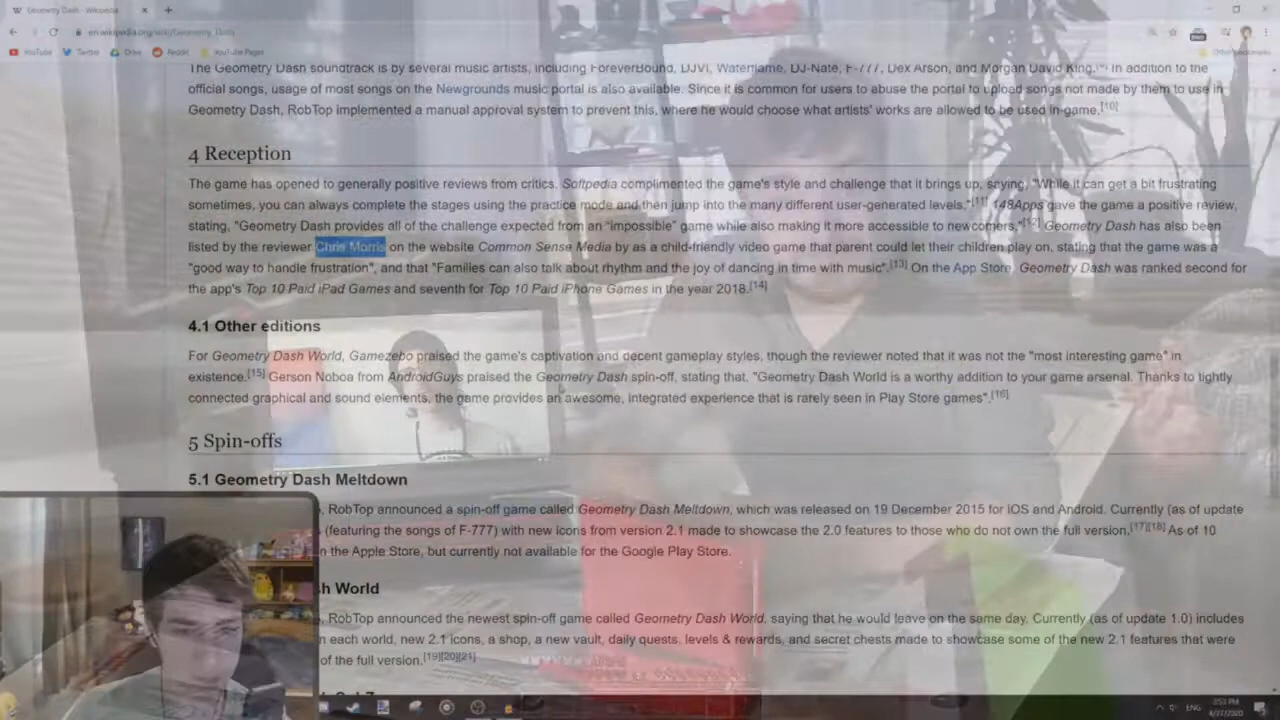 Geometry Dash - Wikipedia
en.wikipedia.org/wiki/Geometry_Dash
YouTube Twitter Drive Reddit YouTube Pages Other bookmarks
The Geometry Dash soundtrack is by several music artists, including ForeverBound, DJVI, Waterflame, DJ-Nate, F-777, Dex Arson, and Morgan David King. In addition to the
official songs, usage of most songs on the Newgrounds music portal is also available. Since it is common for users to abuse the portal to upload songs not made by them to use in
Geometry Dash, RobTop implemented a manual approval system to prevent this, where he would choose what artists' works are allowed to be used in-game.[10]
4 Reception
The game has opened to generally positive reviews from critics. Softpedia complimented the game's style and challenge that it brings up, saying, "While it can get a bit frustrating
sometimes, you can always complete the stages using the practice mode and then jump into the many different user-generated levels."[11] 148Apps gave the game a positive review,
stating, "Geometry Dash provides all of the challenge expected from an "impossible" game while also making it more accessible to newcomers."[12] Geometry Dash has also been
listed by the reviewer Chris Morris on the website Common Sense Media by as a child-friendly video game that parent could let their children play on, stating that the game was a
"good way to handle frustration", and that "Families can also talk about rhythm and the joy of dancing in time with music".[13] On the App Store, Geometry Dash was ranked second for
the app's Top 10 Paid iPad Games and seventh for Top 10 Paid iPhone Games in the year 2018.[14]
4.1 Other editions
For Geometry Dash World, Gamezebo praised the game's captivation and decent gameplay styles, though the reviewer noted that it was not the "most interesting game" in
existence.[15] Gerson Noboa from AndroidGuys praised the Geometry Dash spin-off, stating that, "Geometry Dash World is a worthy addition to your game arsenal. Thanks to tightly
connected graphical and sound elements, the game provides an awesome, integrated experience that is rarely seen in Play Store games".[16]
5 Spin-offs
5.1 Geometry Dash Meltdown
, RobTop announced a spin-off game called Geometry Dash Meltdown, which was released on 19 December 2015 for iOS and Android. Currently (as of update
(featuring the songs of F-777) with new icons from version 2.1 made to showcase the 2.0 features to those who do not own the full version.[17][18] As of 10
n the Apple Store, but currently not available for the Google Play Store.
h World
, RobTop announced the newest spin-off game called Geometry Dash World, saying that he would leave on the same day. Currently (as of update 1.0) includes
n each world, new 2.1 icons, a shop, a new vault, daily quests, levels & rewards, and secret chests made to showcase some of the new 2.1 features that were
of the full version.[19][20][21]
ENG
3:53 PM
4/27/2020